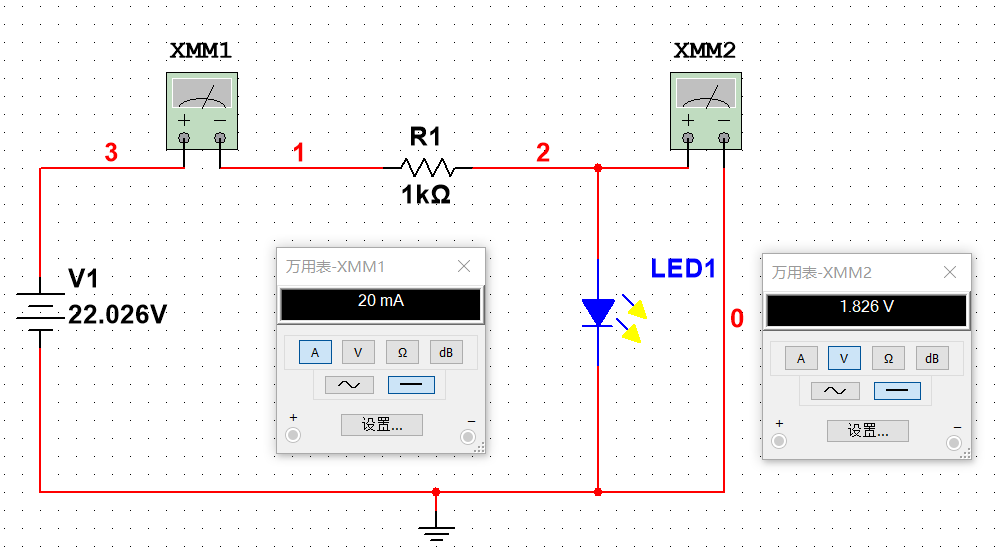 XMM1
XMM2
+ −
+ −
3
1
R1
2
1kΩ
V1
22.026V
LED1
0
万用表-XMM1
20 mA
A V Ω dB
设置...
+ −
万用表-XMM2
1.826 V
A V Ω dB
设置...
+ −